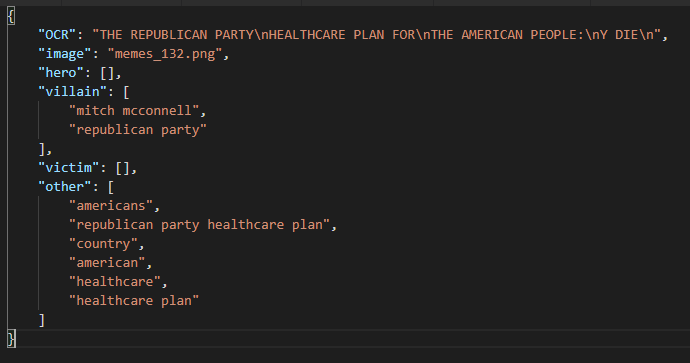 {
"OCR": "THE REPUBLICAN PARTY\nHEALTHCARE PLAN FOR\nTHE AMERICAN PEOPLE:\nY DIE\n",
"image": "memes_132.png",
"hero": [],
"villain": [
"mitch mcconnell",
"republican party"
],
"victim": [],
"other": [
"americans",
"republican party healthcare plan",
"country",
"american",
"healthcare",
"healthcare plan"
]
}